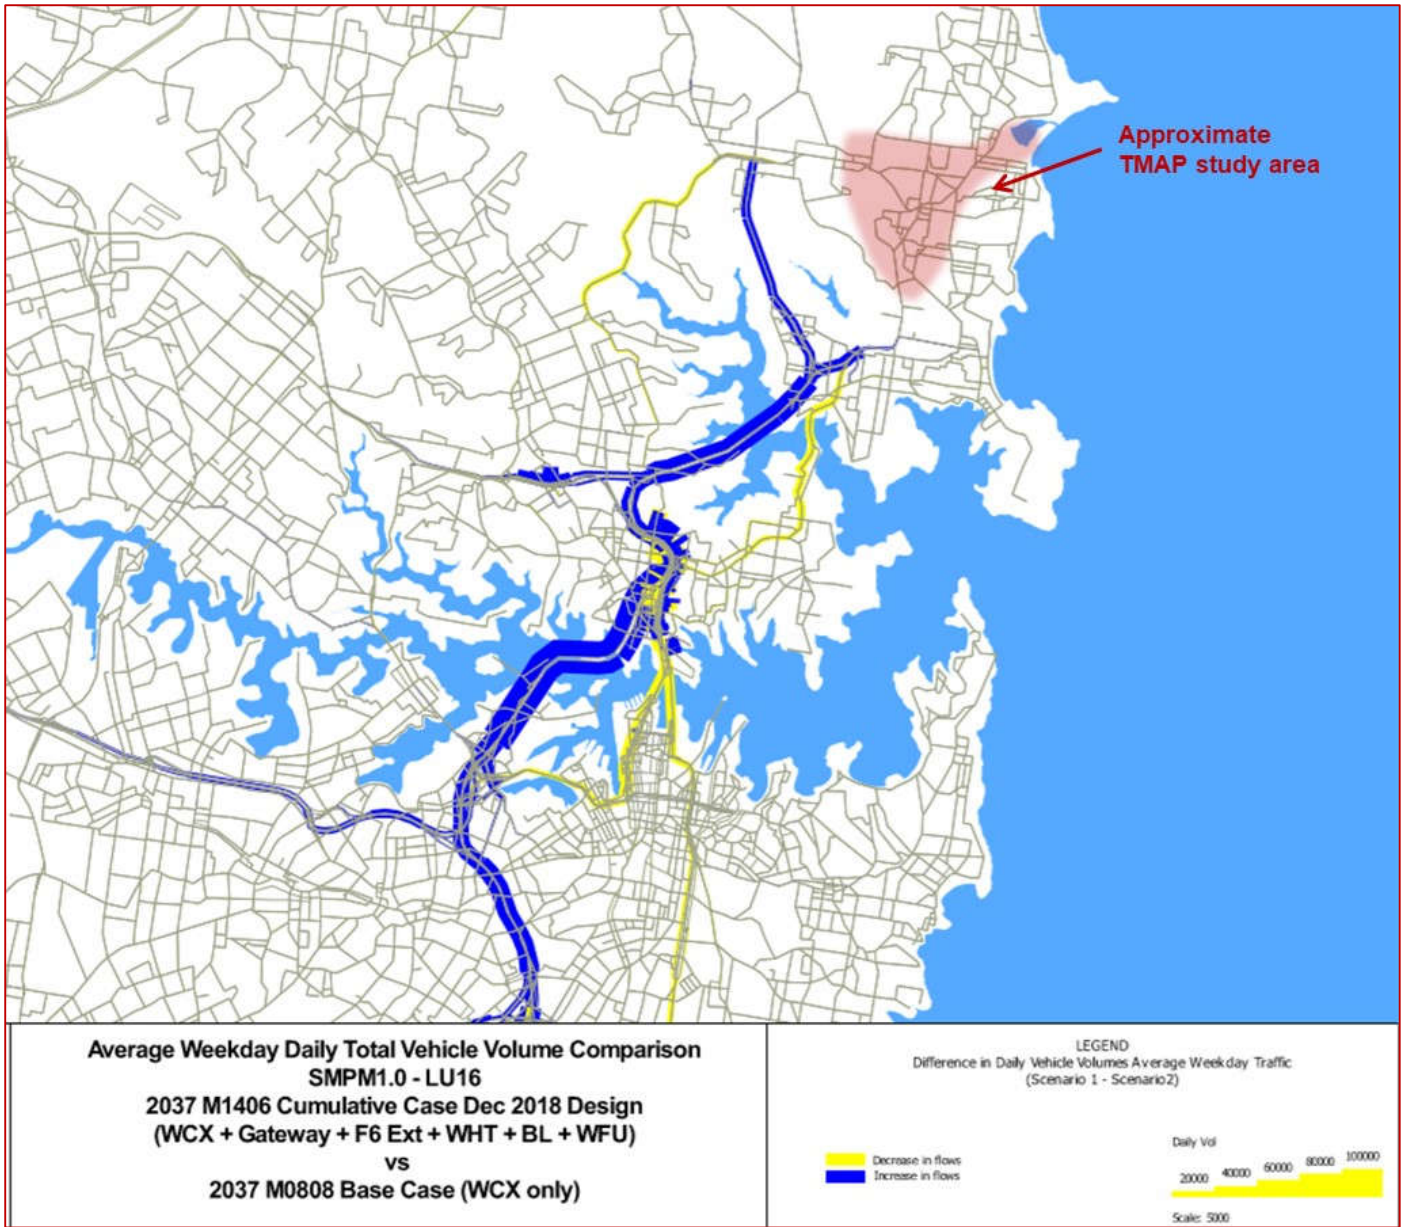 Approximate
TMAP study area
Average Weekday Daily Total Vehicle Volume Comparison
SMPM1.0 - LU16
2037 M1406 Cumulative Case Dec 2018 Design
(WCX + Gateway + F6 Ext + WHT + BL + WFU)
vs
2037 M0808 Base Case (WCX only)
LEGEND
Difference in Daily Vehicle Volumes Average Weekday Traffic
(Scenario 1 - Scenario2)
Decrease in flows
Increase in flows
Daily Vol
20000 40000 60000 80000 100000
Scale: 5000